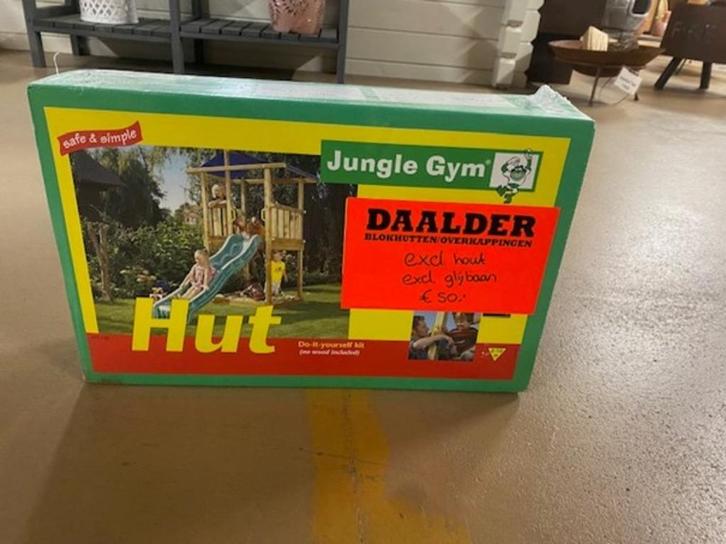 safe & simple
Jungle Gym®
DAALDER
BLOKHUTTEN/OVERKAPPINGEN
excl hout
excl. glijbaan
€ 50,-
Hut
Do-it-yourself kit
(no wood included)